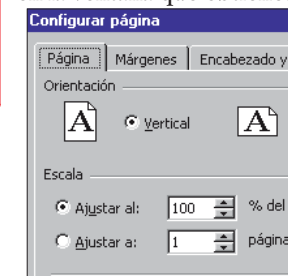 Configurar página
Página Márgenes Encabezado y
Orientación
A Vertical A
Escala
Ajustar al: 100 % del
Ajustar a: 1 página